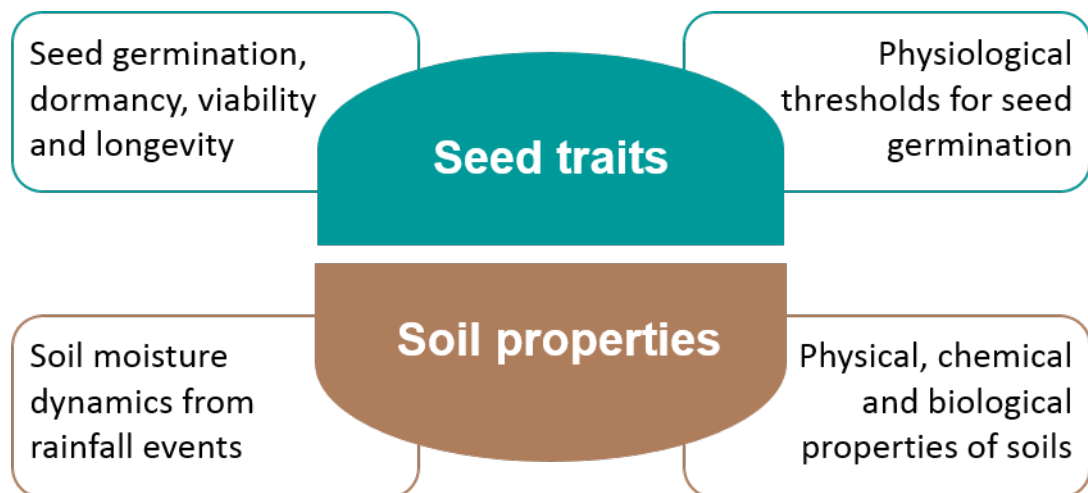 Seed germination,
dormancy, viability
and longevity
Seed traits
Physiological
thresholds for seed
germination
Soil moisture
dynamics from
rainfall events
Soil properties
Physical, chemical
and biological
properties of soils